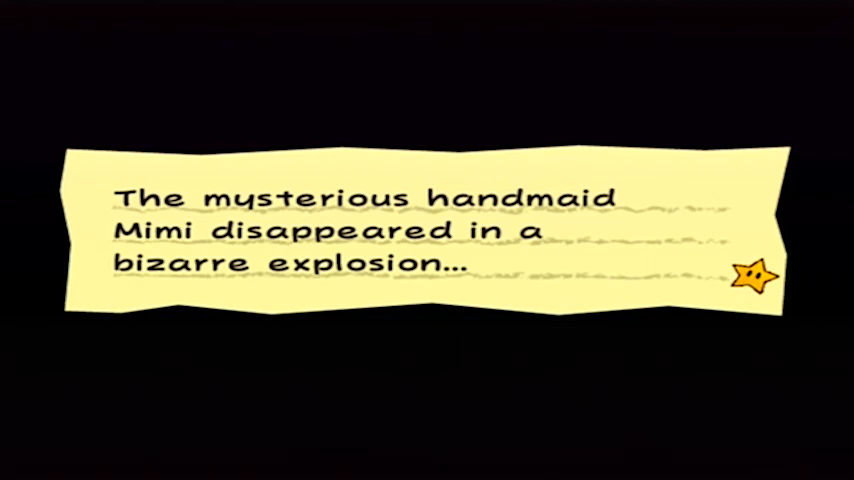 The mysterious handmaid
Mimi disappeared in a
bizarre explosion...